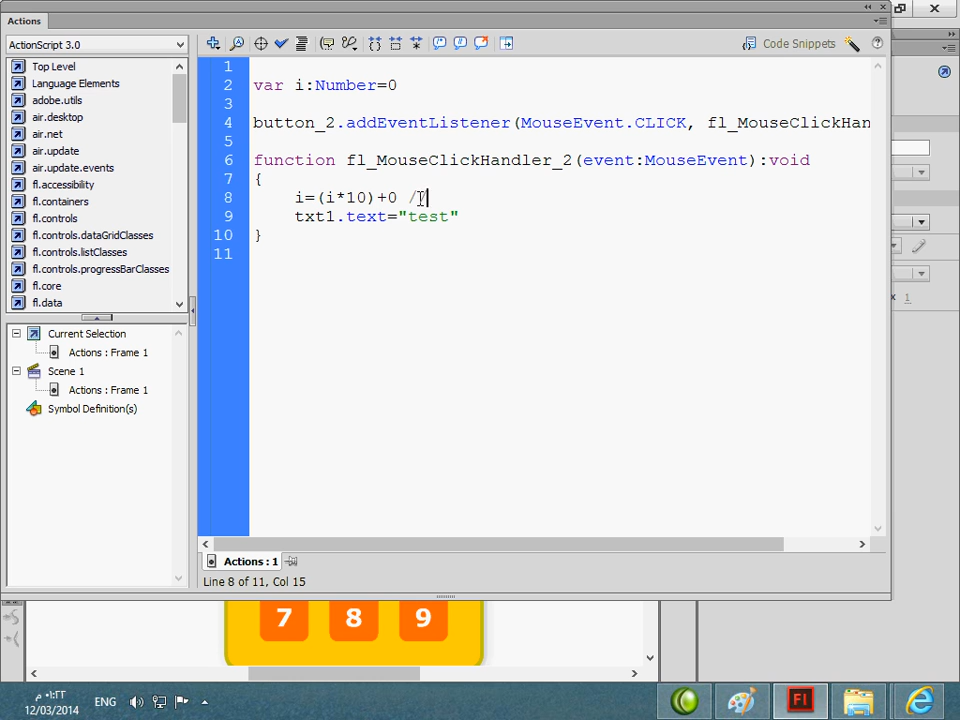 Actions
ActionScript 3.0
Code Snippets
Top Level
Language Elements
adobe.utils
air.desktop
air.net
air.update
air.update.events
fl.accessibility
fl.containers
fl.controls
fl.controls.dataGridClasses
fl.controls.listClasses
fl.controls.progressBarClasses
fl.core
fl.data
Current Selection
Actions : Frame 1
Scene 1
Actions : Frame 1
Symbol Definition(s)
1
2 var i:Number=0
3
4 button_2.addEventListener(MouseEvent.CLICK, fl_MouseClickHan
5
6 function fl_MouseClickHandler_2(event:MouseEvent):void
7 {
8 i=(i*10)+0 //
9 txt1.text="test"
10 }
11
Actions : 1
Line 8 of 11, Col 15
x 1
7 8 9
ENG
٠١:٢٢ م
12/03/2014
Fl